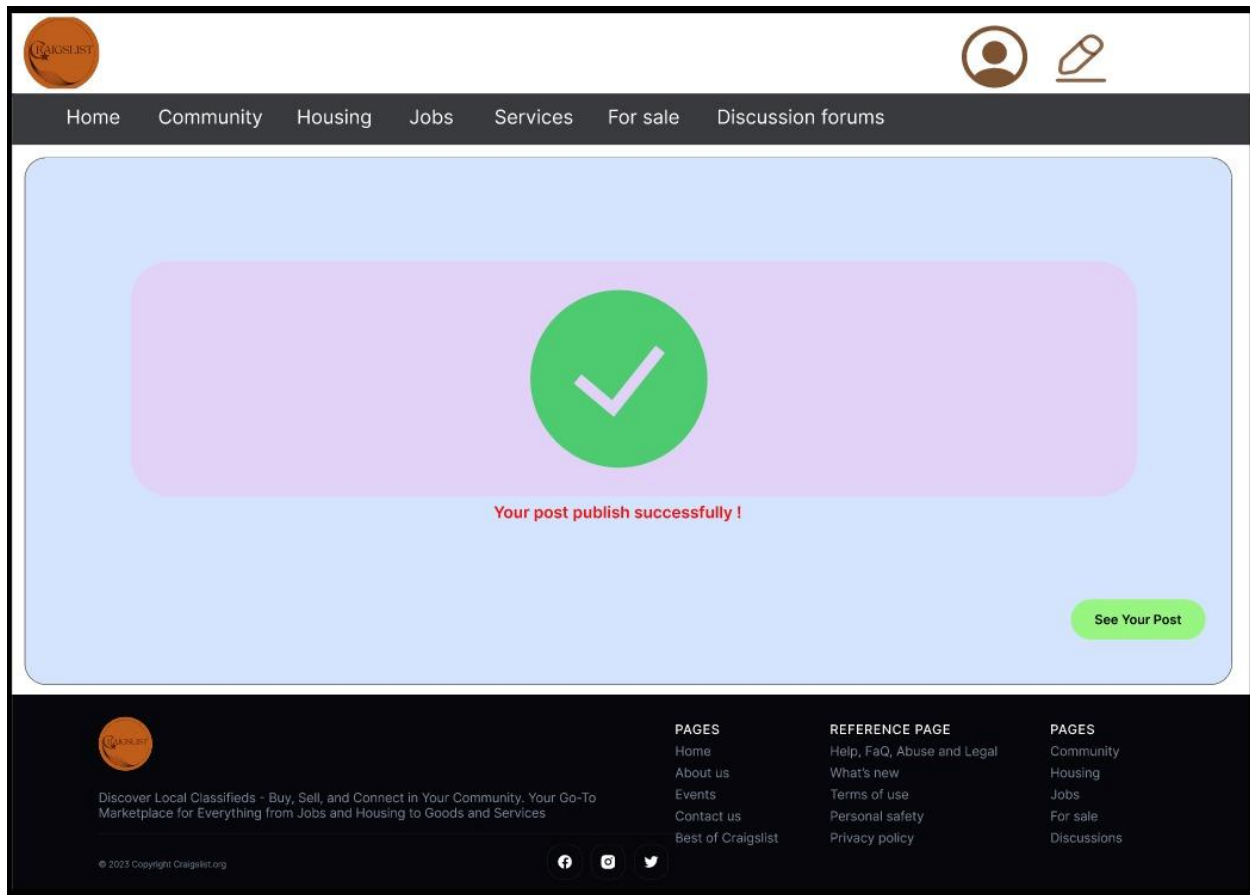 CRAIGSLIST
Home Community Housing Jobs Services For sale Discussion forums
Your post publish successfully !
See Your Post
CRAIGSLIST
Discover Local Classifieds - Buy, Sell, and Connect in Your Community. Your Go-To
Marketplace for Everything from Jobs and Housing to Goods and Services
© 2023 Copyright Craigslist.org
PAGES
Home
About us
Events
Contact us
Best of Craigslist
REFERENCE PAGE
Help, FaQ, Abuse and Legal
What's new
Terms of use
Personal safety
Privacy policy
PAGES
Community
Housing
Jobs
For sale
Discussions